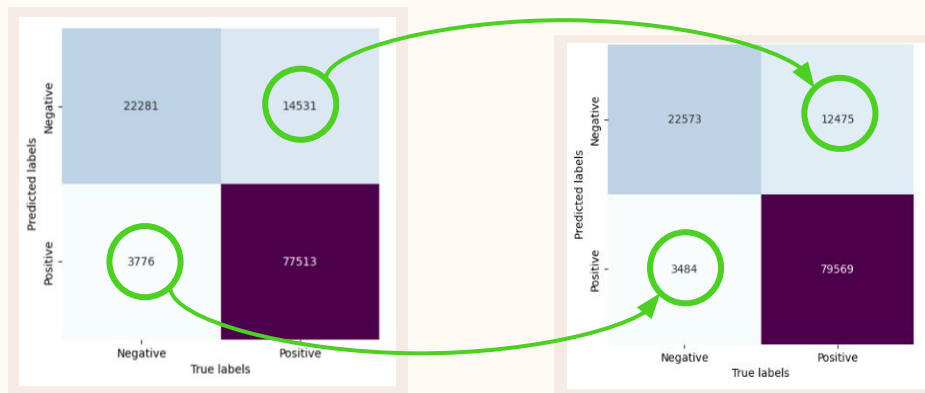 Predicted labels
Negative
Positive
22281
14531
3776
77513
Negative
Positive
True labels
Predicted labels
Negative
Positive
22573
12475
3484
79569
Negative
Positive
True labels